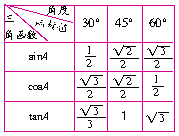 角度 30° 45° 60°
三
角函数
sinA 1/2 √2/2 √3/2
cosA √3/2 √2/2 1/2
tanA √3/3 1 √3